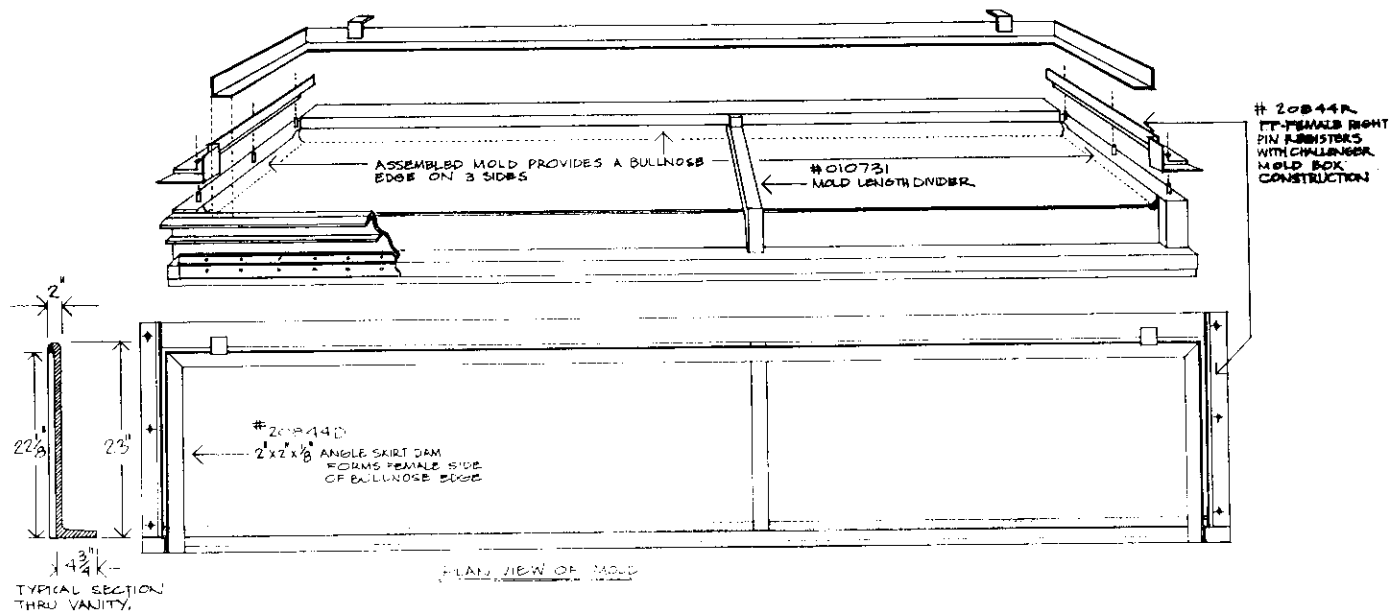 ASSEMBLED MOLD PROVIDES A BULLNOSE
EDGE ON 3 SIDES
#010731
MOLD LENGTH DIVIDER
# 20844R
FF-FEMALE RIGHT
PIN REGISTERS
WITH CHALLENGER
MOLD BOX
CONSTRUCTION
2"
22⅛"
23"
4¾"
TYPICAL SECTION
THRU VANITY.
#20844D
2"x2"x⅛" ANGLE SKIRT DAM
FORMS FEMALE SIDE
OF BULLNOSE EDGE
PLAN VIEW OF MOLD